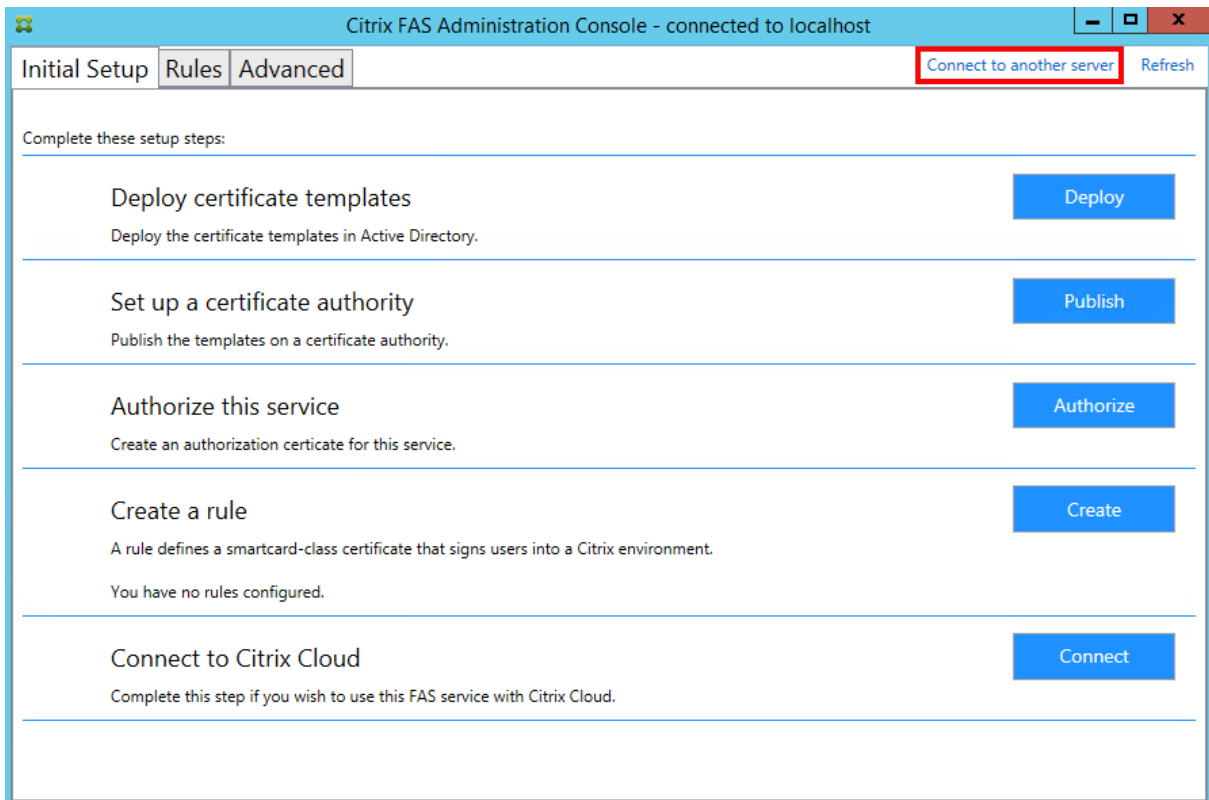 Citrix FAS Administration Console - connected to localhost
Initial Setup Rules Advanced Connect to another server Refresh
Complete these setup steps:
Deploy certificate templates
Deploy
Deploy the certificate templates in Active Directory.
Set up a certificate authority
Publish
Publish the templates on a certificate authority.
Authorize this service
Authorize
Create an authorization certicate for this service.
Create a rule
Create
A rule defines a smartcard-class certificate that signs users into a Citrix environment.
You have no rules configured.
Connect to Citrix Cloud
Connect
Complete this step if you wish to use this FAS service with Citrix Cloud.